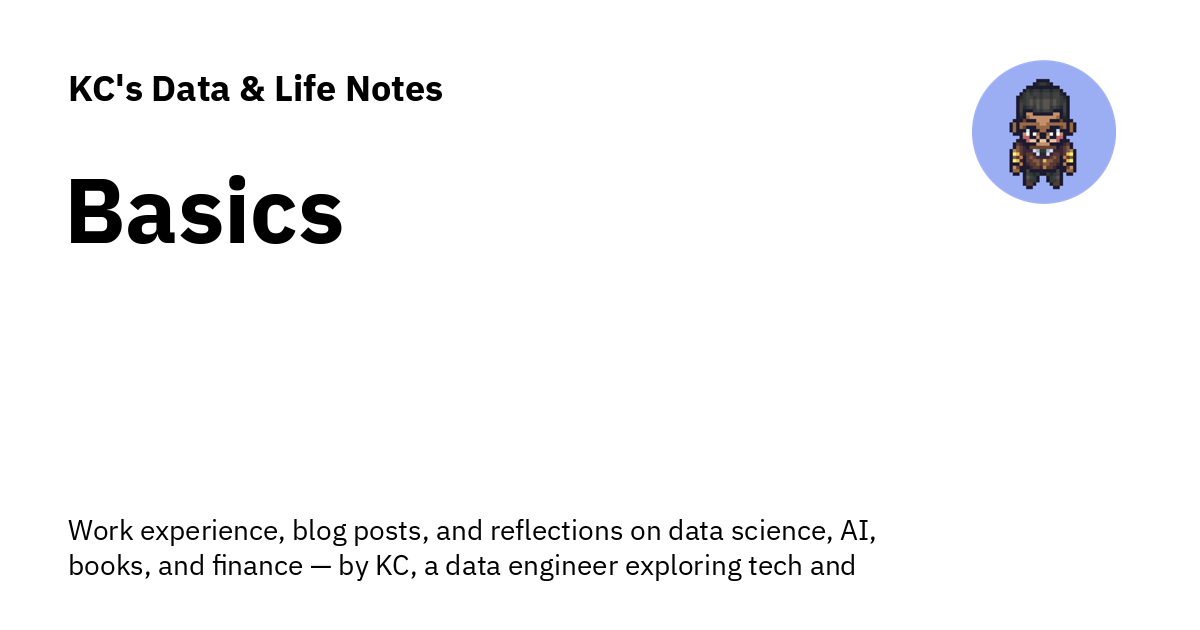 KC's Data & Life Notes
Basics
Work experience, blog posts, and reflections on data science, AI,
books, and finance — by KC, a data engineer exploring tech and